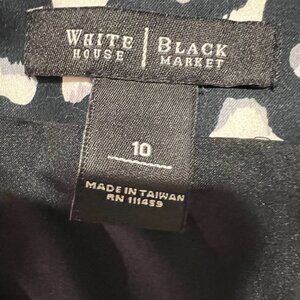 WHITE | BLACK
HOUSE | MARKET
10
MADE IN TAIWAN
RN 111459